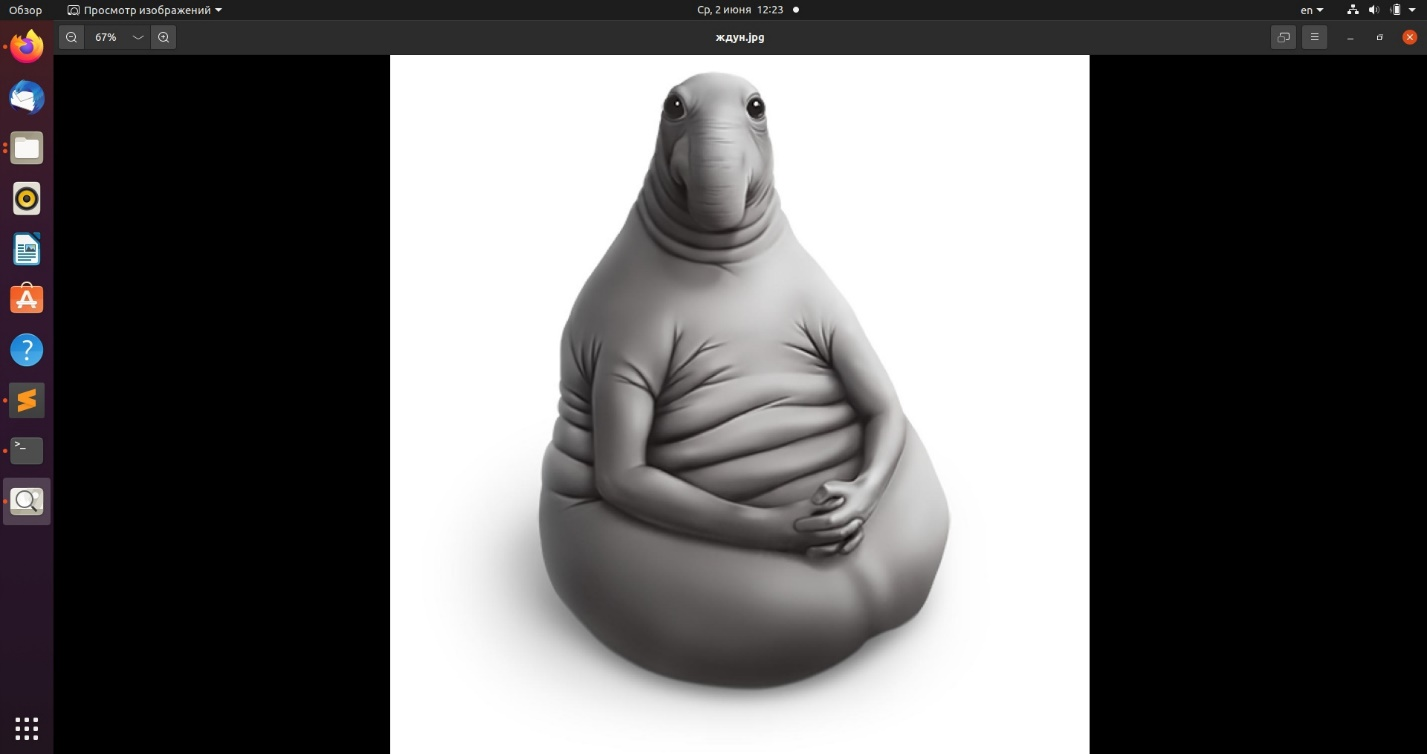 Обзор Просмотр изображений Ср, 2 июня 12:23 en
67% ждун.jpg